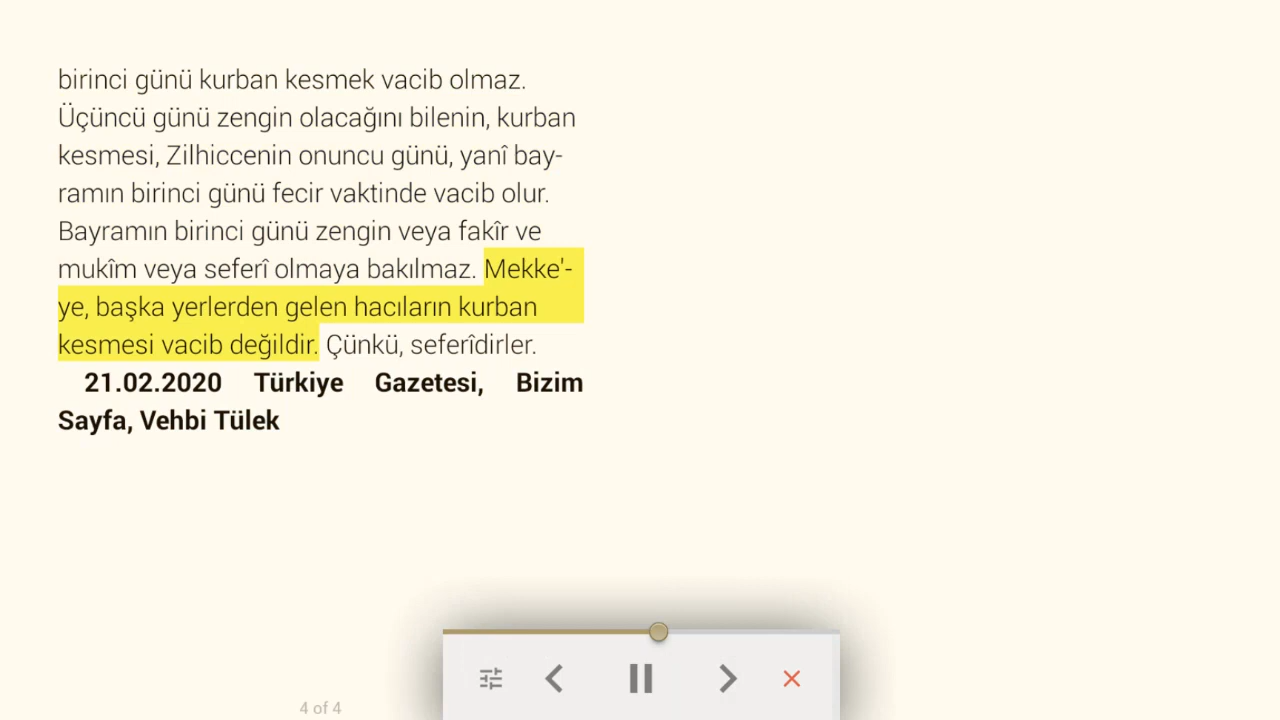 birinci günü kurban kesmek vacib olmaz.
Üçüncü günü zengin olacağını bilenin, kurban
kesmesi, Zilhiccenin onuncu günü, yanî bay-
ramın birinci günü fecir vaktinde vacib olur.
Bayramın birinci günü zengin veya fakîr ve
mukîm veya seferî olmaya bakılmaz. Mekke'-
ye, başka yerlerden gelen hacıların kurban
kesmesi vacib değildir. Çünkü, seferîdirler.
21.02.2020 Türkiye Gazetesi, Bizim
Sayfa, Vehbi Tülek
4 of 4